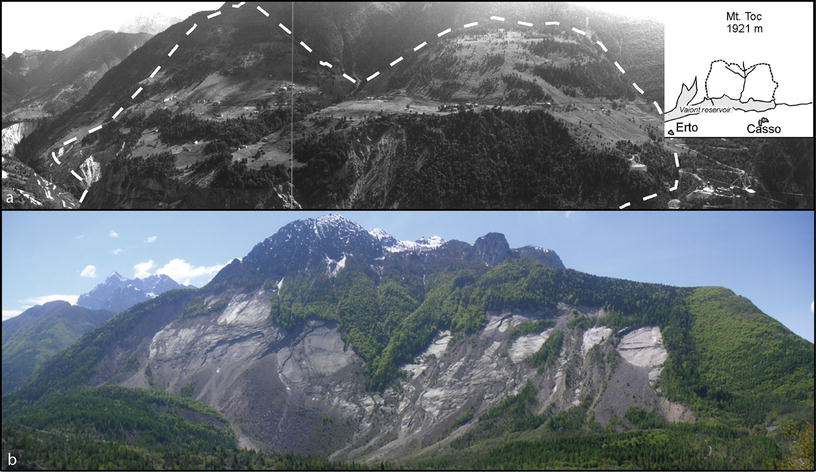 Mt. Toc
1921 m
Vaiont reservoir
Erto
Casso
a
b